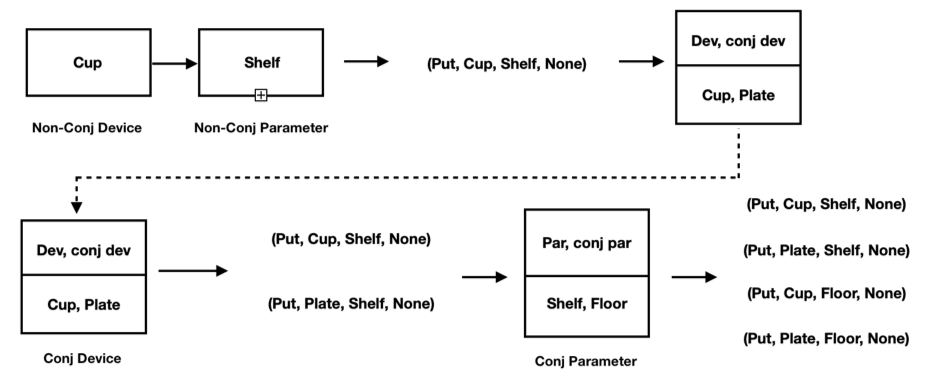 Cup
Shelf
Non-Conj Device
Non-Conj Parameter
(Put, Cup, Shelf, None)
Dev, conj dev
Cup, Plate
Dev, conj dev
Cup, Plate
Conj Device
(Put, Cup, Shelf, None)
(Put, Plate, Shelf, None)
Par, conj par
Shelf, Floor
Conj Parameter
(Put, Cup, Shelf, None)
(Put, Plate, Shelf, None)
(Put, Cup, Floor, None)
(Put, Plate, Floor, None)